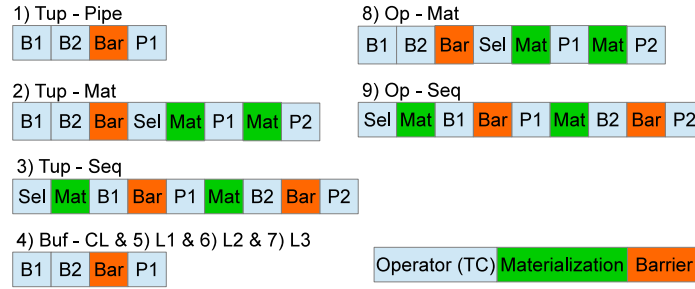 1) Tup - Pipe
B1 B2 Bar P1
2) Tup - Mat
B1 B2 Bar Sel Mat P1 Mat P2
3) Tup - Seq
Sel Mat B1 Bar P1 Mat B2 Bar P2
4) Buf - CL & 5) L1 & 6) L2 & 7) L3
B1 B2 Bar P1
8) Op - Mat
B1 B2 Bar Sel Mat P1 Mat P2
9) Op - Seq
Sel Mat B1 Bar P1 Mat B2 Bar P2
Operator (TC) Materialization Barrier